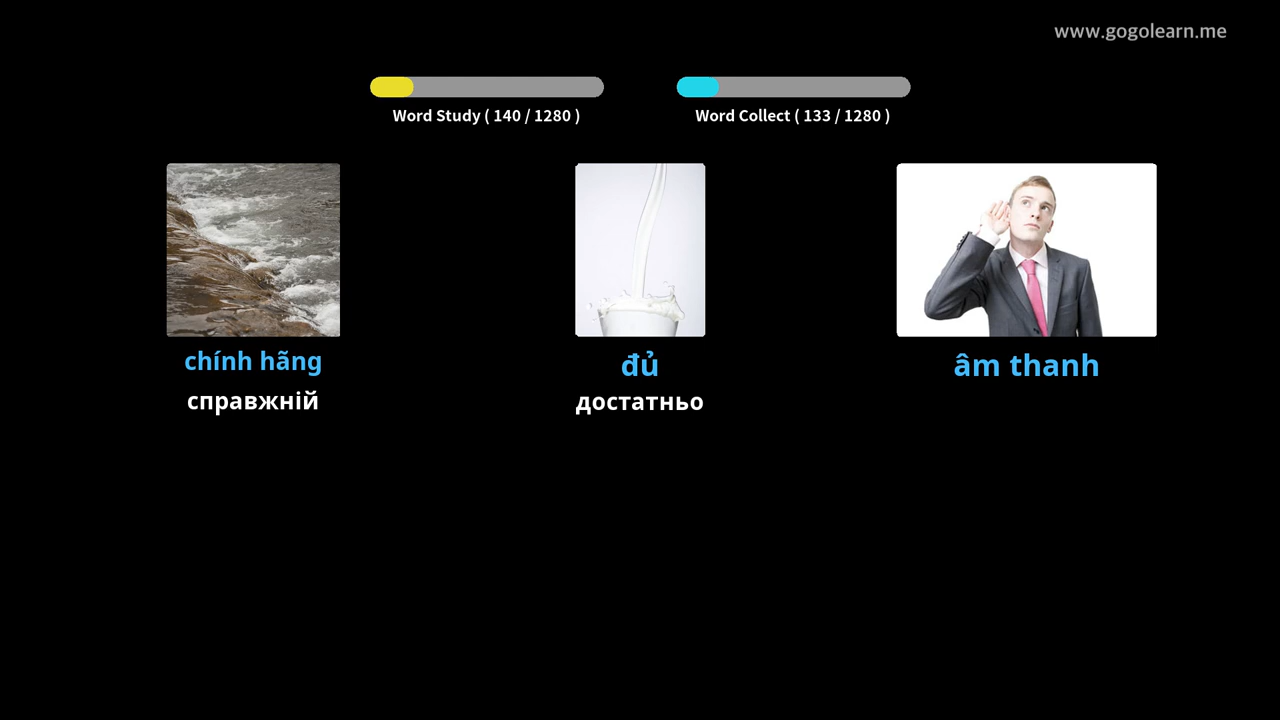 www.gogolearn.me
Word Study ( 140 / 1280 )
Word Collect ( 133 / 1280 )
chính hãng
справжній
đủ
достатньо
âm thanh